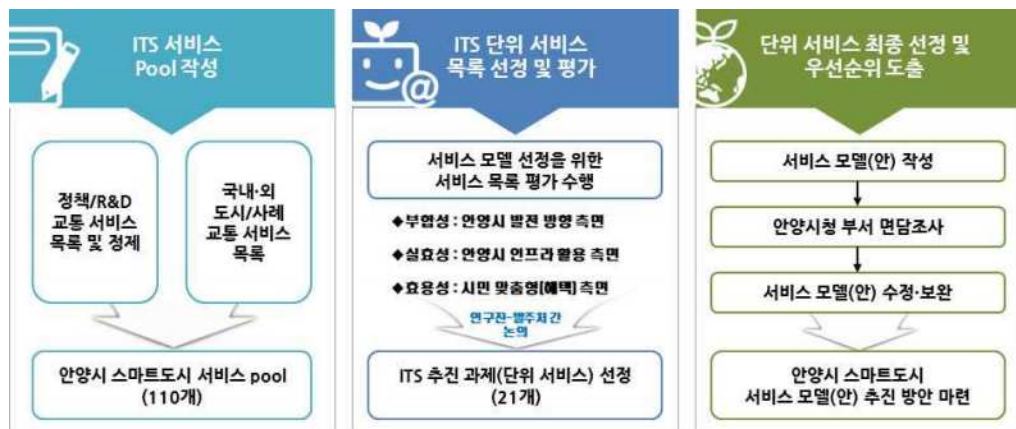 ITS 서비스
Pool 작성
정책/R&D
교통 서비스
목록 및 정제
국내·외
도시/사례
교통 서비스
목록
안양시 스마트도시 서비스 pool
(110개)
@
ITS 단위 서비스
목록 선정 및 평가
서비스 모델 선정을 위한
서비스 목록 평가 수행
◆부합성 : 안양시 발전 방향 측면
◆실효성 : 안양시 인프라 활용 측면
◆효용성 : 시민 맞춤형(혜택) 측면
연구진-발주처 간
논의
ITS 추진 과제(단위 서비스) 선정
(21개)
단위 서비스 최종 선정 및
우선순위 도출
서비스 모델(안) 작성
안양시청 부서 면담조사
서비스 모델(안) 수정·보완
안양시 스마트도시
서비스 모델(안) 추진 방안 마련